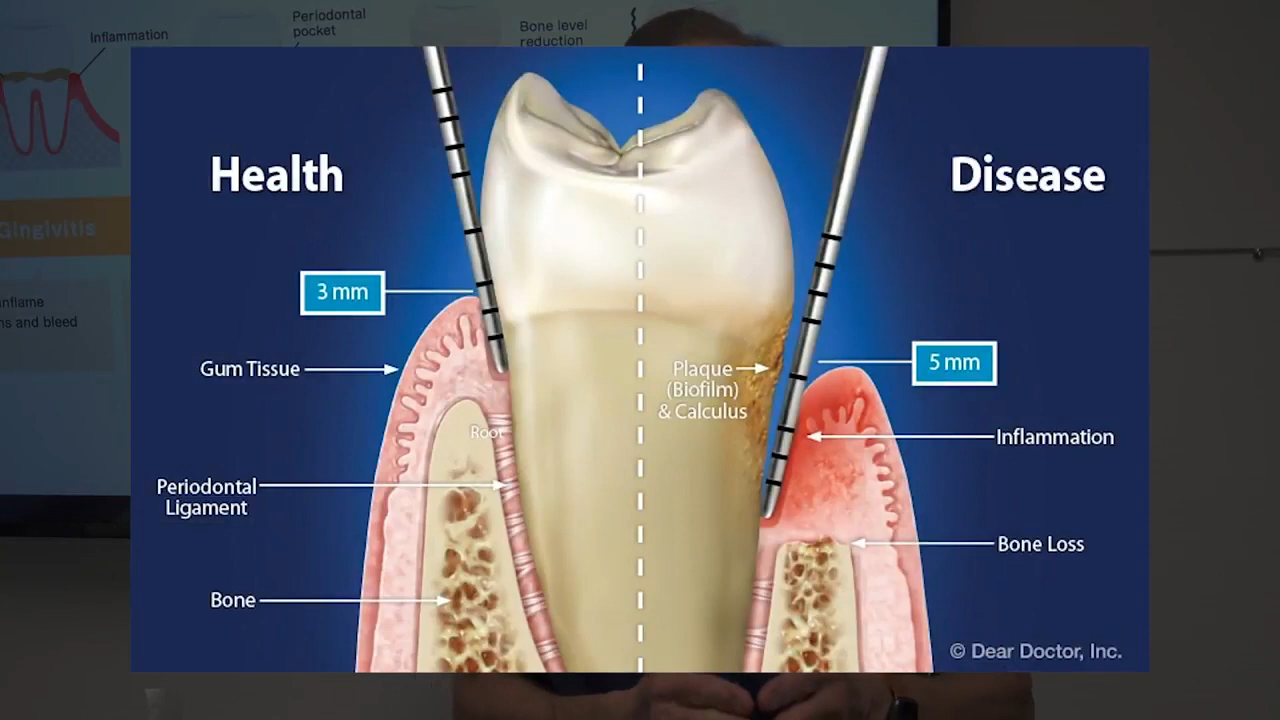 Inflammation
Periodontal
pocket
Bone level
reduction
Gingivitis
nflame
ns and bleed
Health
Disease
3 mm
Gum Tissue
Root
Periodontal
Ligament
Bone
Plaque
(Biofilm)
& Calculus
5 mm
Inflammation
Bone Loss
© Dear Doctor, Inc.